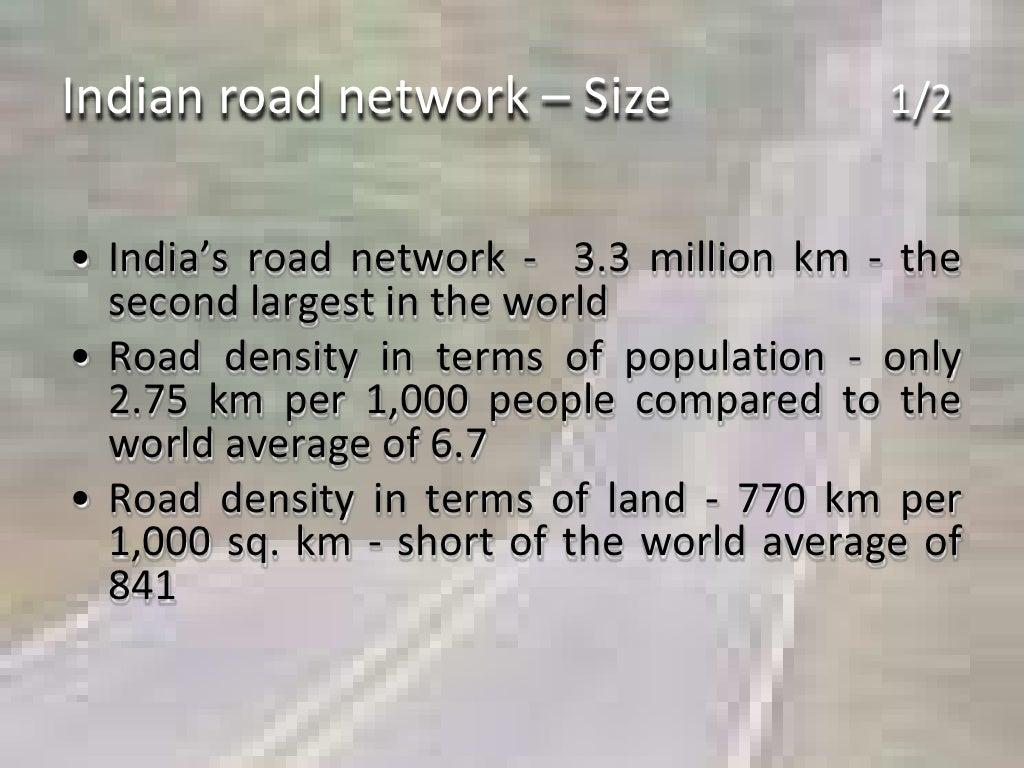 Indian road network – Size 1/2
• India’s road network - 3.3 million km - the
second largest in the world
• Road density in terms of population - only
2.75 km per 1,000 people compared to the
world average of 6.7
• Road density in terms of land - 770 km per
1,000 sq. km - short of the world average of
841